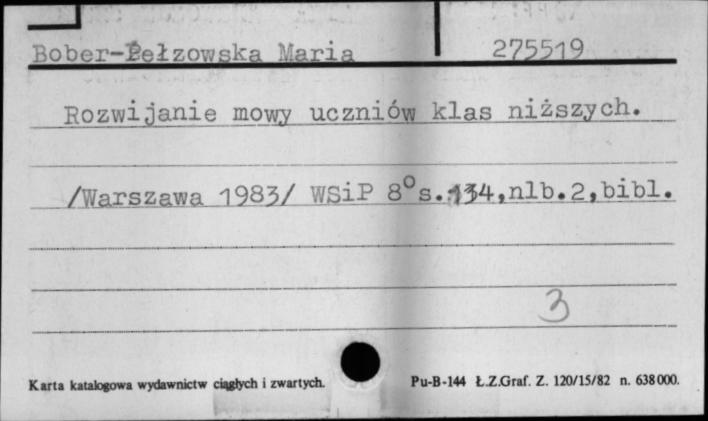 Bober-Pełzowska Maria 275519
Rozwijanie mowy uczniów klas niższych.
/Warszawa 1983/ WSiP 8° s.134,nlb.2,bibl.
3
Karta katalogowa wydawnictw ciągłych i zwartych. Pu-B-144 Ł.Z.Graf. Z. 120/15/82 n. 638000.